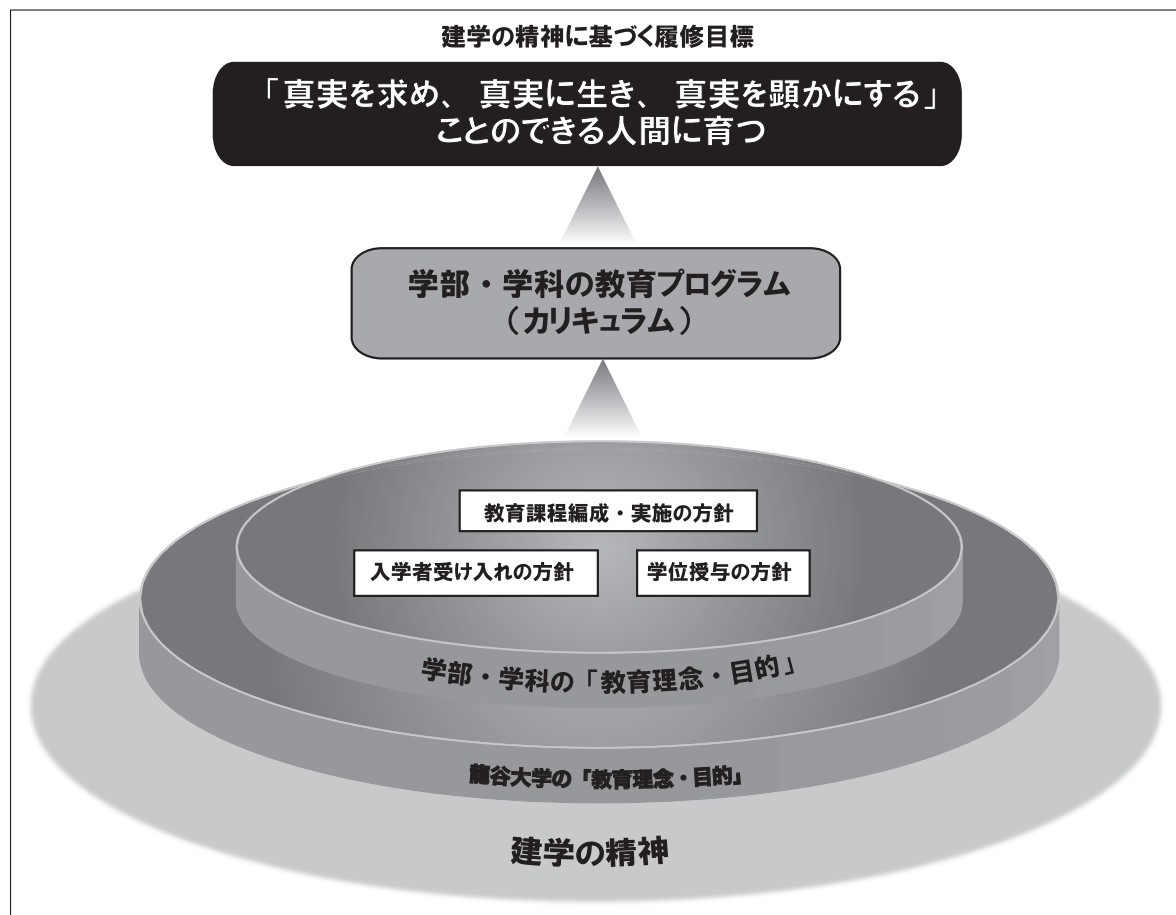 建学の精神に基づく履修目標
「真実を求め、真実に生き、真実を顕かにする」
ことのできる人間に育つ
学部・学科の教育プログラム
（カリキュラム）
教育課程編成・実施の方針
入学者受け入れの方針
学位授与の方針
学部・学科の「教育理念・目的」
龍谷大学の「教育理念・目的」
建学の精神